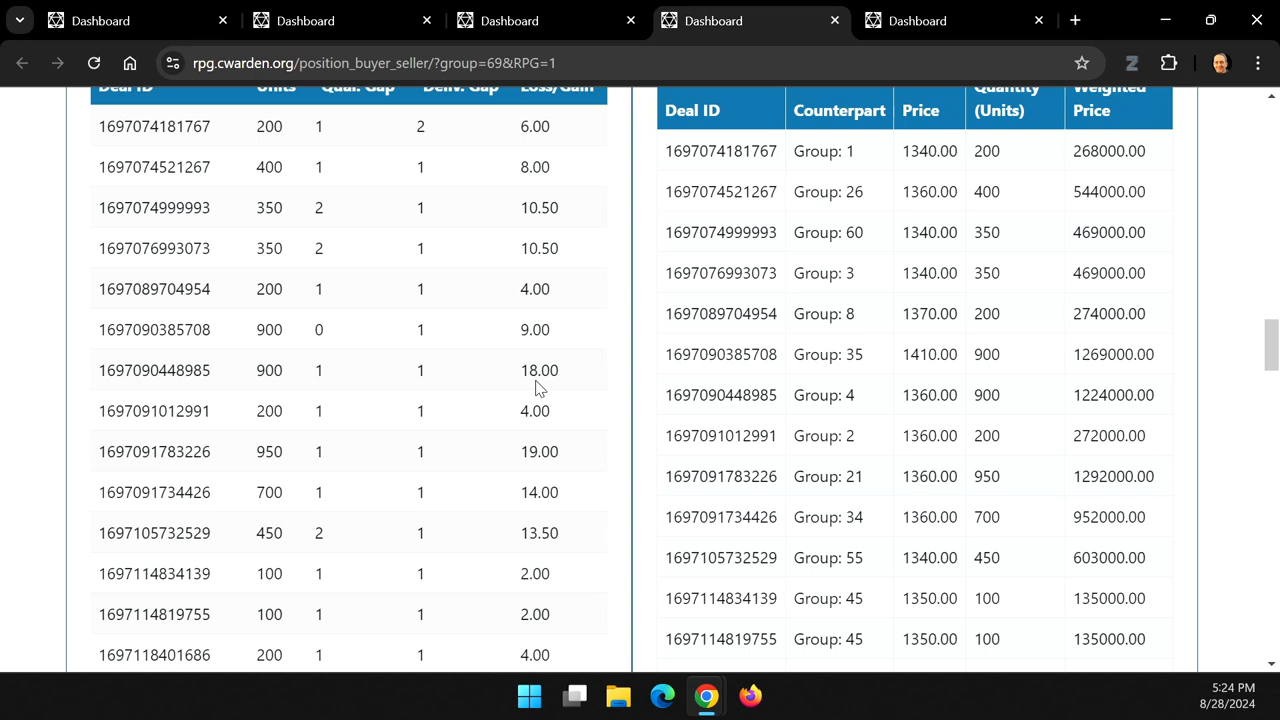 Dashboard Dashboard Dashboard Dashboard Dashboard
rpg.cwarden.org/position_buyer_seller/?group=69&RPG=1
Deal ID Units Qual. Gap Deliv. Gap Loss/Gain
1697074181767 200 1 2 6.00
1697074521267 400 1 1 8.00
1697074999993 350 2 1 10.50
1697076993073 350 2 1 10.50
1697089704954 200 1 1 4.00
1697090385708 900 0 1 9.00
1697090448985 900 1 1 18.00
1697091012991 200 1 1 4.00
1697091783226 950 1 1 19.00
1697091734426 700 1 1 14.00
1697105732529 450 2 1 13.50
1697114834139 100 1 1 2.00
1697114819755 100 1 1 2.00
1697118401686 200 1 1 4.00
Quantity Weighted
Deal ID Counterpart Price (Units) Price
1697074181767 Group: 1 1340.00 200 268000.00
1697074521267 Group: 26 1360.00 400 544000.00
1697074999993 Group: 60 1340.00 350 469000.00
1697076993073 Group: 3 1340.00 350 469000.00
1697089704954 Group: 8 1370.00 200 274000.00
1697090385708 Group: 35 1410.00 900 1269000.00
1697090448985 Group: 4 1360.00 900 1224000.00
1697091012991 Group: 2 1360.00 200 272000.00
1697091783226 Group: 21 1360.00 950 1292000.00
1697091734426 Group: 34 1360.00 700 952000.00
1697105732529 Group: 55 1340.00 450 603000.00
1697114834139 Group: 45 1350.00 100 135000.00
1697114819755 Group: 45 1350.00 100 135000.00
5:24 PM
8/28/2024